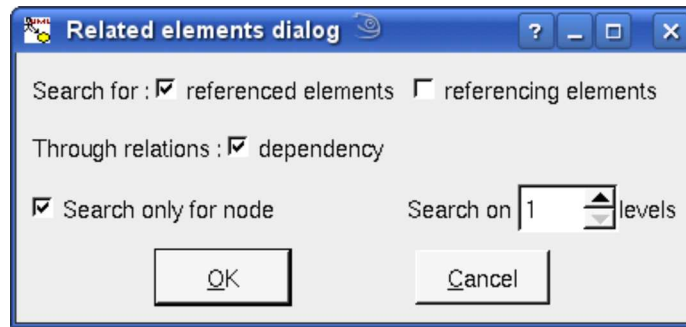 Related elements dialog ?
Search for : referenced elements referencing elements
Through relations : dependency
Search only for node Search on 1 levels
OK Cancel